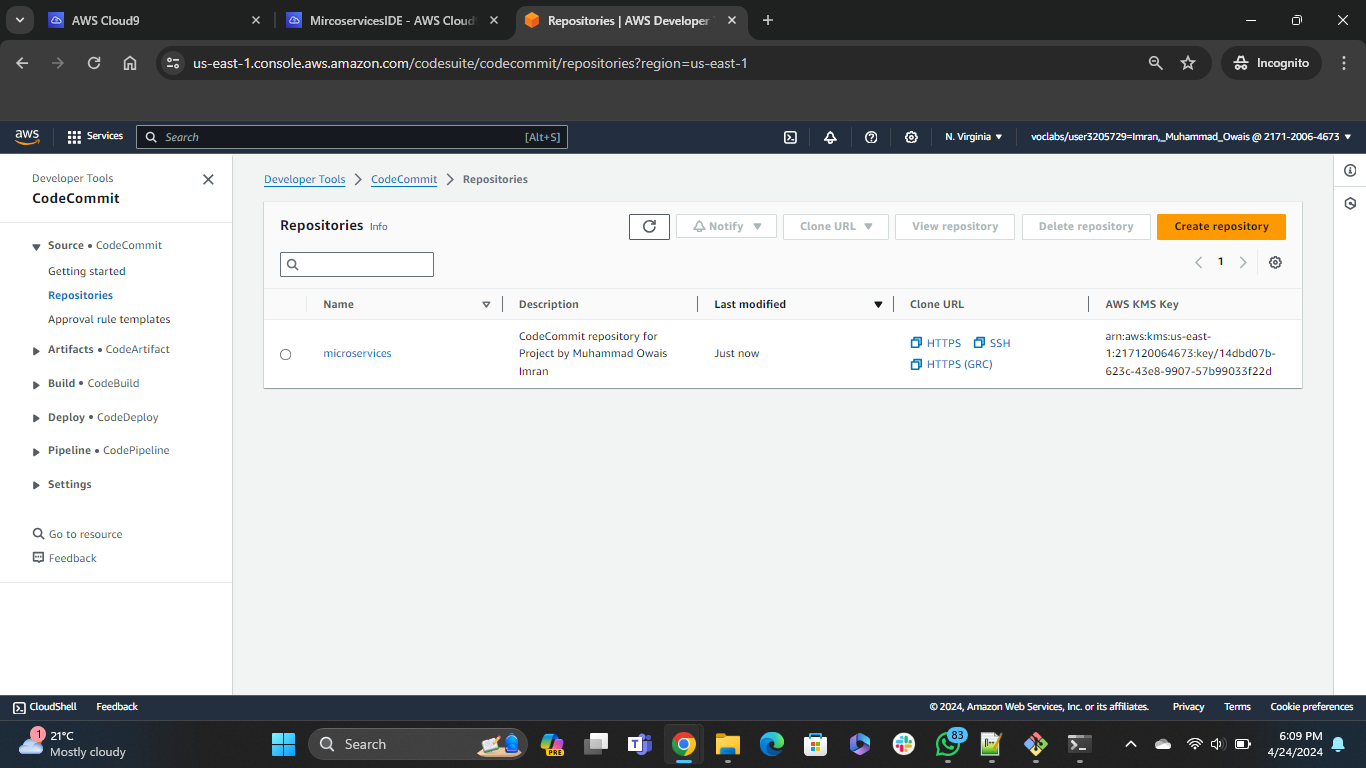 AWS Cloud9
MircoservicesIDE - AWS Cloud
Repositories | AWS Developer
us-east-1.console.aws.amazon.com/codesuite/codecommit/repositories?region=us-east-1
Incognito
aws
Services
Search
[Alt+S]
N. Virginia
voclabs/user3205729=Imran,_Muhammad_Owais @ 2171-2006-4673
Developer Tools
CodeCommit
Source • CodeCommit
Getting started
Repositories
Approval rule templates
Artifacts • CodeArtifact
Build • CodeBuild
Deploy • CodeDeploy
Pipeline • CodePipeline
Settings
Go to resource
Feedback
Developer Tools
CodeCommit
Repositories
Repositories Info
Notify
Clone URL
View repository
Delete repository
Create repository
1
Name
Description
Last modified
Clone URL
AWS KMS Key
microservices
CodeCommit repository for
Project by Muhammad Owais
Imran
Just now
HTTPS
SSH
HTTPS (GRC)
arn:aws:kms:us-east-
1:217120064673:key/14dbd07b-
623c-43e8-9907-57b99033f22d
CloudShell
Feedback
© 2024, Amazon Web Services, Inc. or its affiliates.
Privacy
Terms
Cookie preferences
1
21°C
Mostly cloudy
Search
PRE
83
6:09 PM
4/24/2024